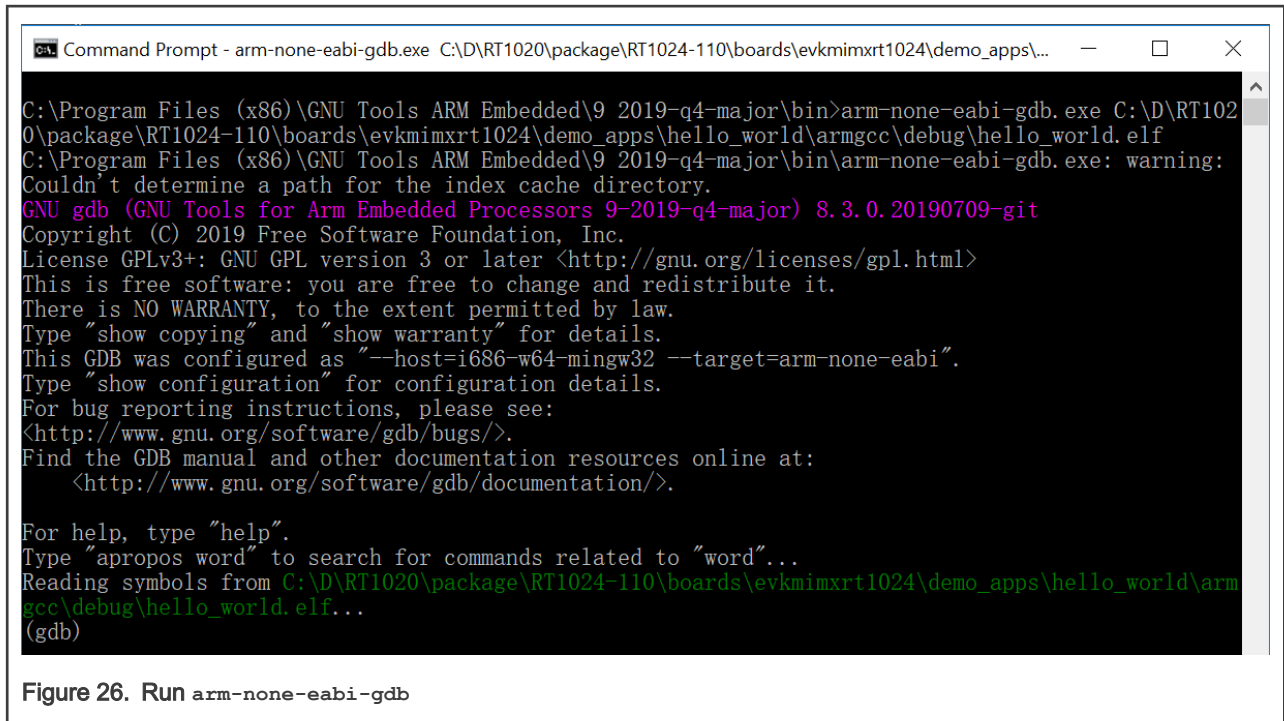 Command Prompt - arm-none-eabi-gdb.exe  C:\D\RT1020\package\RT1024-110\boards\evkmimxrt1024\demo_apps\...
C:\Program Files (x86)\GNU Tools ARM Embedded\9 2019-q4-major\bin>arm-none-eabi-gdb.exe C:\D\RT102
0\package\RT1024-110\boards\evkmimxrt1024\demo_apps\hello_world\armgcc\debug\hello_world.elf
C:\Program Files (x86)\GNU Tools ARM Embedded\9 2019-q4-major\bin\arm-none-eabi-gdb.exe: warning:
Couldn't determine a path for the index cache directory.
GNU gdb (GNU Tools for Arm Embedded Processors 9-2019-q4-major) 8.3.0.20190709-git
Copyright (C) 2019 Free Software Foundation, Inc.
License GPLv3+: GNU GPL version 3 or later <http://gnu.org/licenses/gpl.html>
This is free software: you are free to change and redistribute it.
There is NO WARRANTY, to the extent permitted by law.
Type "show copying" and "show warranty" for details.
This GDB was configured as "--host=i686-w64-mingw32 --target=arm-none-eabi".
Type "show configuration" for configuration details.
For bug reporting instructions, please see:
<http://www.gnu.org/software/gdb/bugs/>.
Find the GDB manual and other documentation resources online at:
    <http://www.gnu.org/software/gdb/documentation/>.
For help, type "help".
Type "apropos word" to search for commands related to "word"...
Reading symbols from C:\D\RT1020\package\RT1024-110\boards\evkmimxrt1024\demo_apps\hello_world\arm
gcc\debug\hello_world.elf...
(gdb)
Figure 26. Run arm-none-eabi-gdb